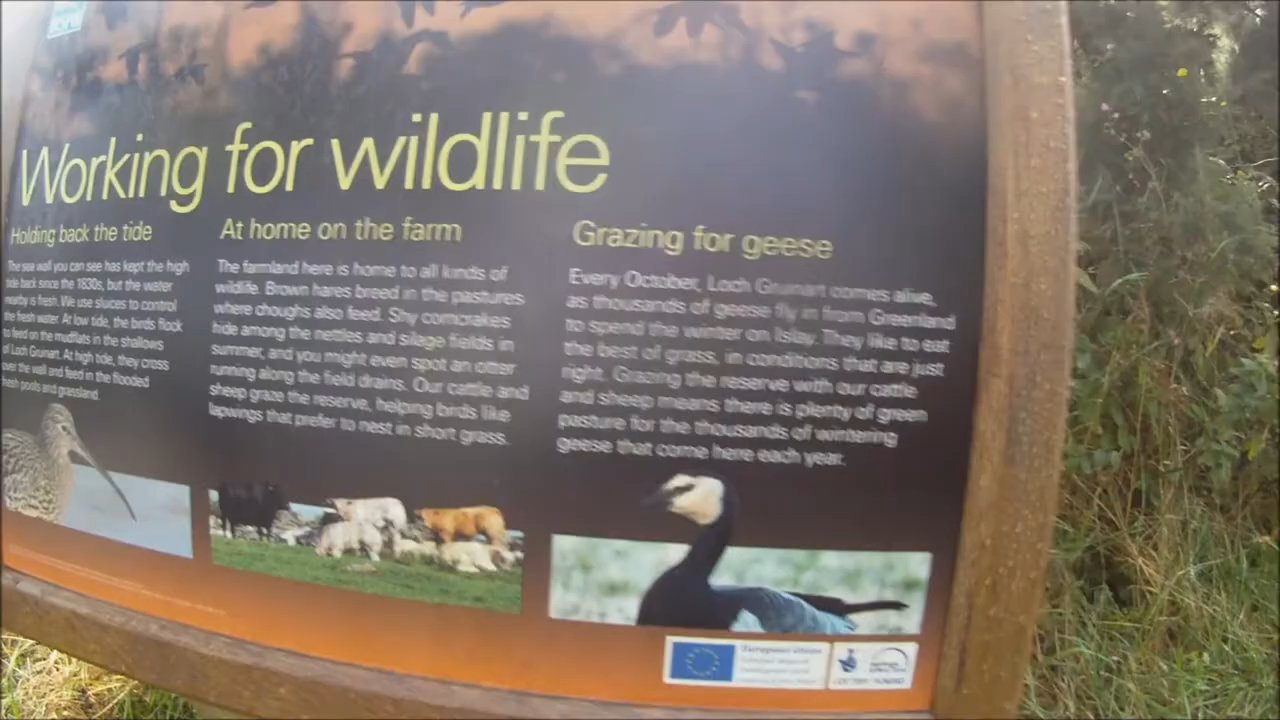 Working for wildlife
Holding back the tide
The sea wall you can see has kept the high
tide back since the 1830s, but the water
nearby is fresh. We use sluices to control
the fresh water. At low tide, the birds flock
to feed on the mudflats in the shallows
of Loch Gruinart. At high tide, they cross
over the wall and feed in the flooded
fresh pools and grassland.
At home on the farm
The farmland here is home to all kinds of
wildlife. Brown hares breed in the pastures
where choughs also feed. Shy corncrakes
hide among the nettles and silage fields in
summer, and you might even spot an otter
running along the field drains. Our cattle and
sheep graze the reserve, helping birds like
lapwings that prefer to nest in short grass.
Grazing for geese
Every October, Loch Gruinart comes alive,
as thousands of geese fly in from Greenland
to spend the winter on Islay. They like to eat
the best of grass, in conditions that are just
right. Grazing the reserve with our cattle
and sheep means there is plenty of green
pasture for the thousands of wintering
geese that come here each year.
European Union
LOTTERY FUNDED